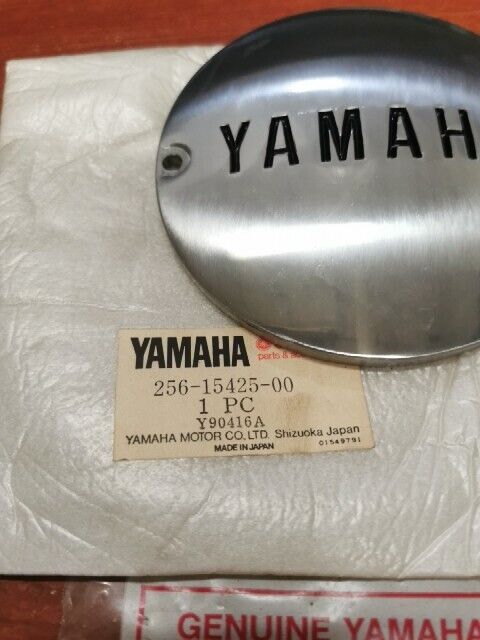 YAMAH
YAMAHA
parts & a
256-15425-00
1 PC
Y90416A
YAMAHA MOTOR CO. LTD. Shizuoka Japan
MADE IN JAPAN
01549791
GENUINE YAMAHA